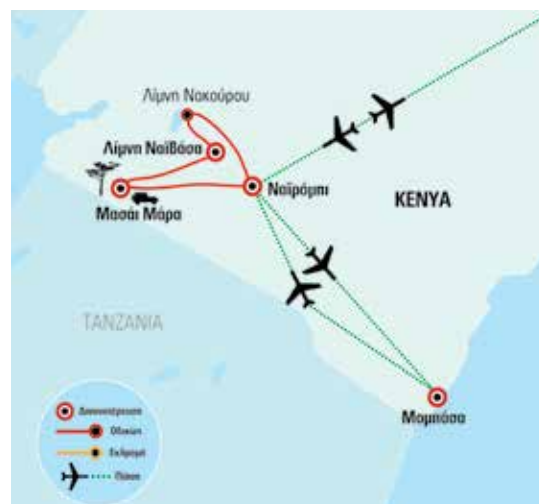 Λίμνη Νακούρου
Λίμνη Ναϊβάσα
Ναϊρόμπι
Μασάι Μάρα
KENYA
TANZANIA
Μομπάσα
Διανυκτέρευση
Οδικώς
Εκδρομή
Πτήση